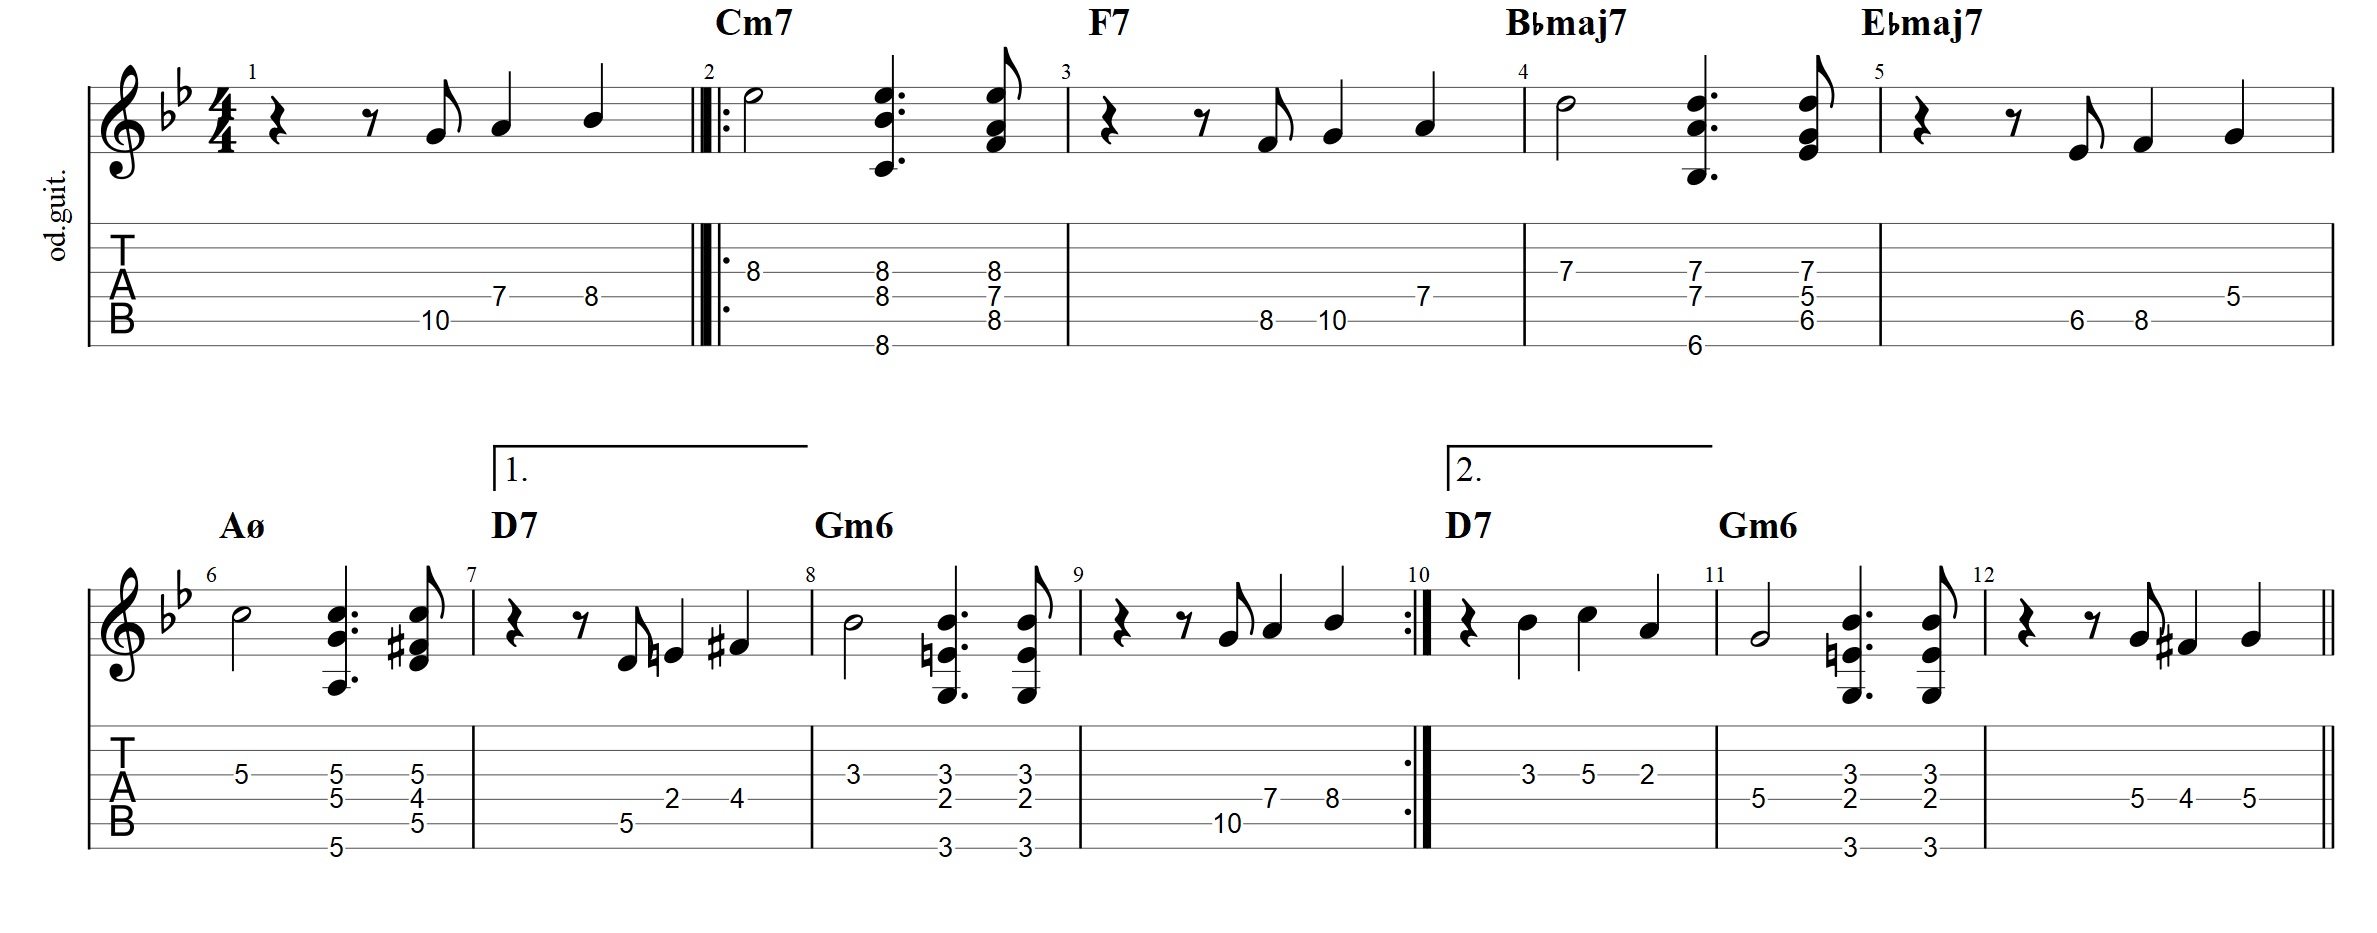 Cm7 F7 B♭maj7 E♭maj7
1 2 3 4 5
4
4
od.guit.
T
A
B
8 8 8 7 7 7
10 7 8 8 7 7 7 5 5
10 8 8 10 6 6 8
8 6
1. 2.
Aø D7 Gm6 D7 Gm6
6 7 8 9 10 11 12
T
A
B
5 5 5 3 3 3 3 5 2 3 3
5 4 2 4 2 2 7 8 5 2 2 5 4 5
5 5 10
5 3 3 3 3